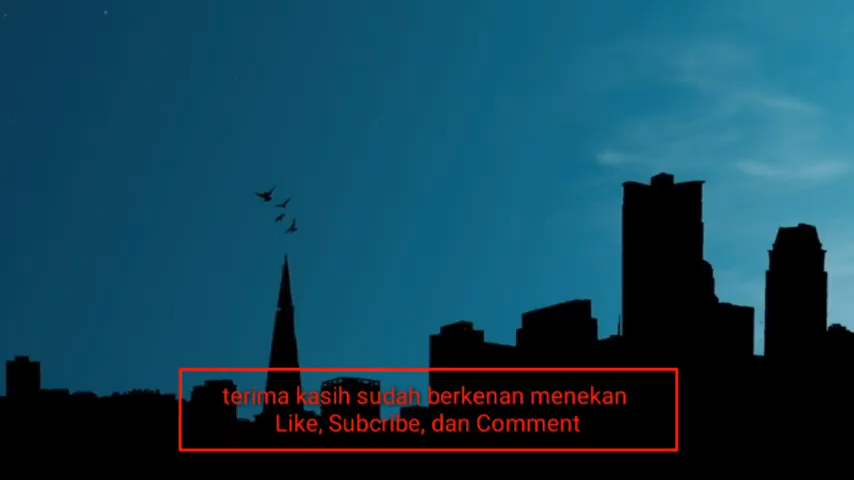 terima kasih sudah berkenan menekan
Like, Subcribe, dan Comment